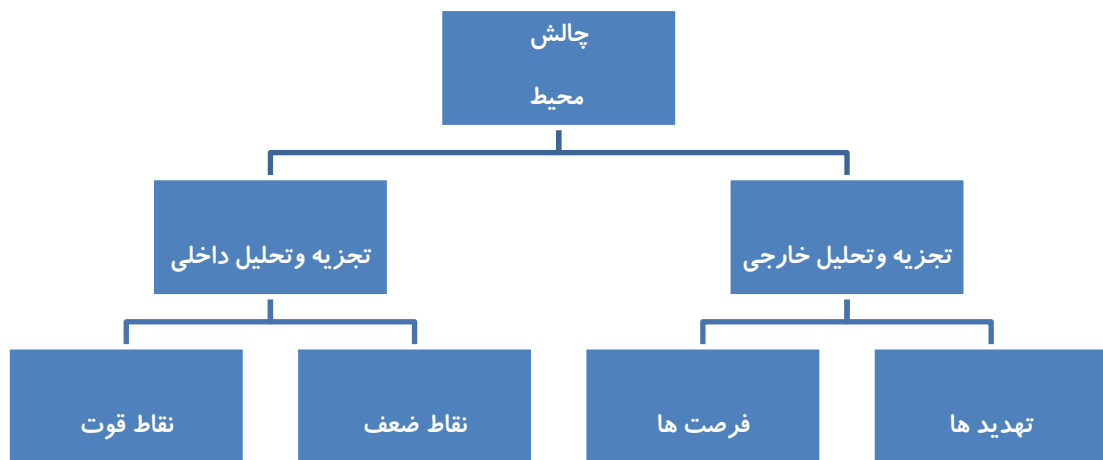 چالش
محیط
تجزیه وتحلیل خارجی
تجزیه وتحلیل داخلی
تهدید ها
فرصت ها
نقاط ضعف
نقاط قوت